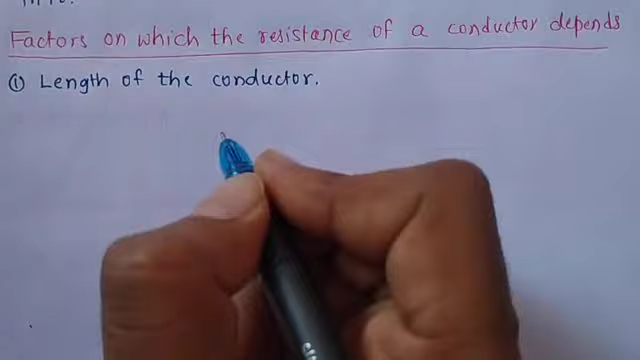 Factors on which the resistance of a conductor depends
① Length of the conductor.